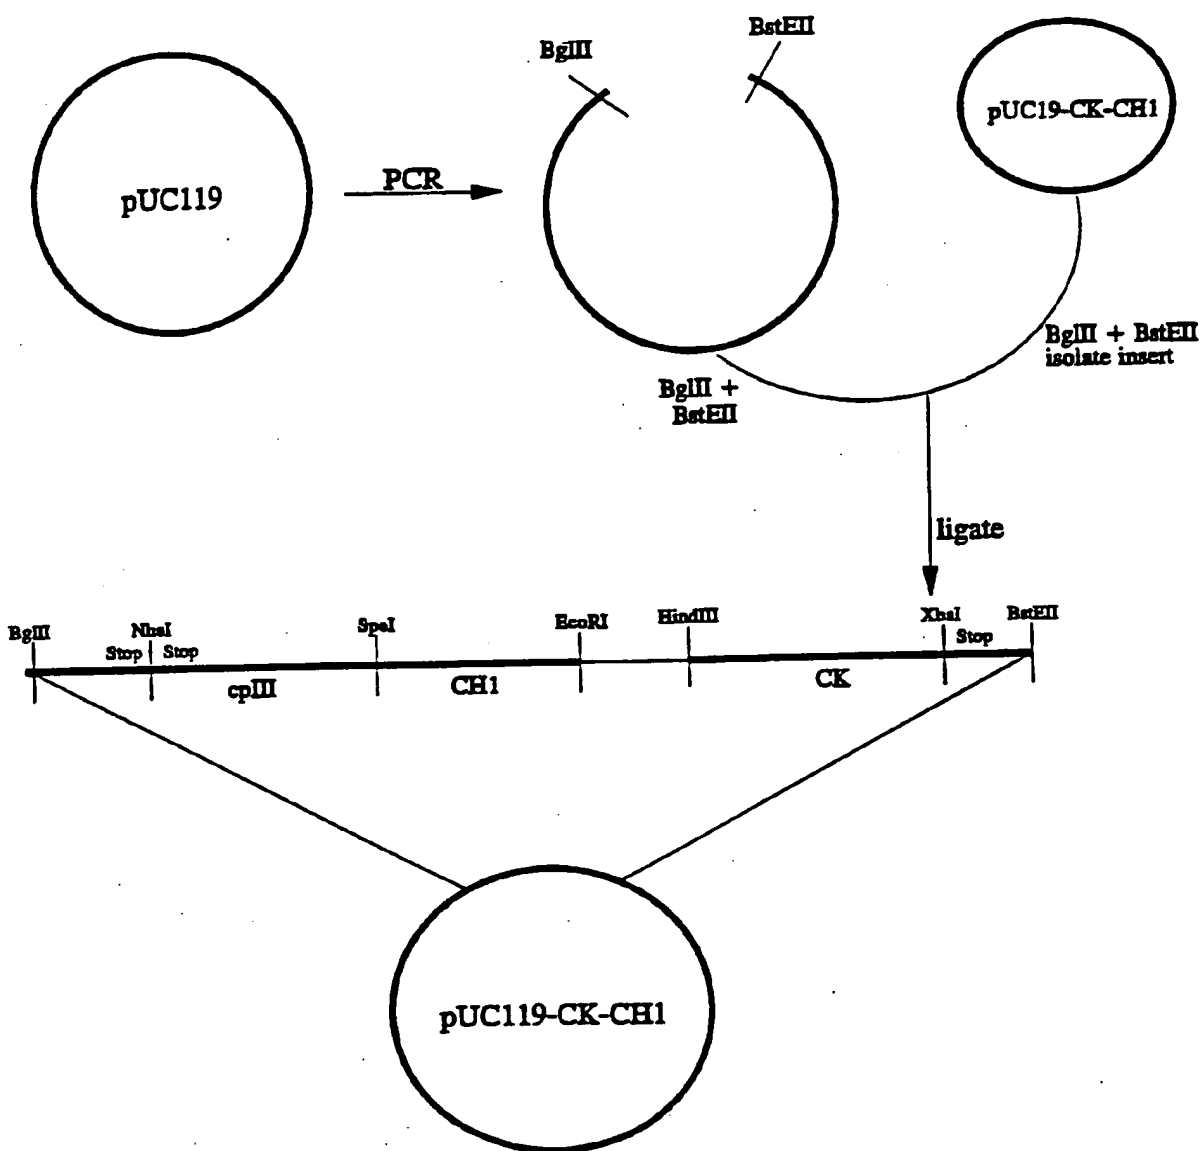 BglII
BstEII
pUC119
PCR
pUC19-CK-CH1
BglII + BstEII
isolate insert
BglII +
BstEII
ligate
BglII
NheI
SpeI
EcoRI
HindIII
XbaI
BstEII
Stop
Stop
Stop
cpIII
CH1
CK
pUC119-CK-CH1